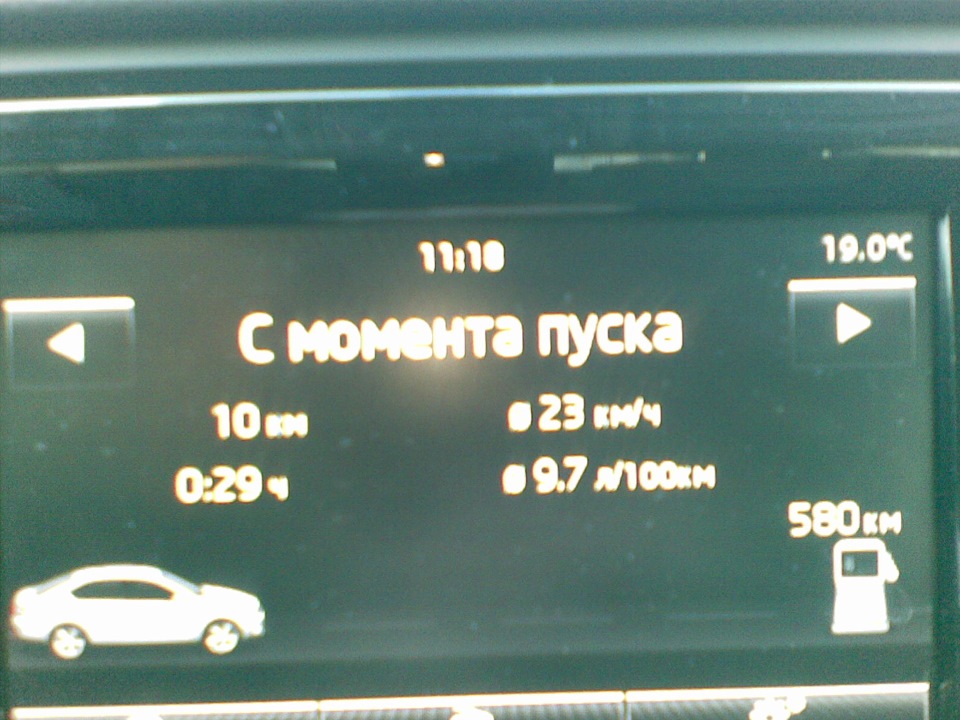 11:18
19.0°C
С момента пуска
10 км
ø 23 км/ч
0:29 ч
ø 9.7 л/100км
580 км